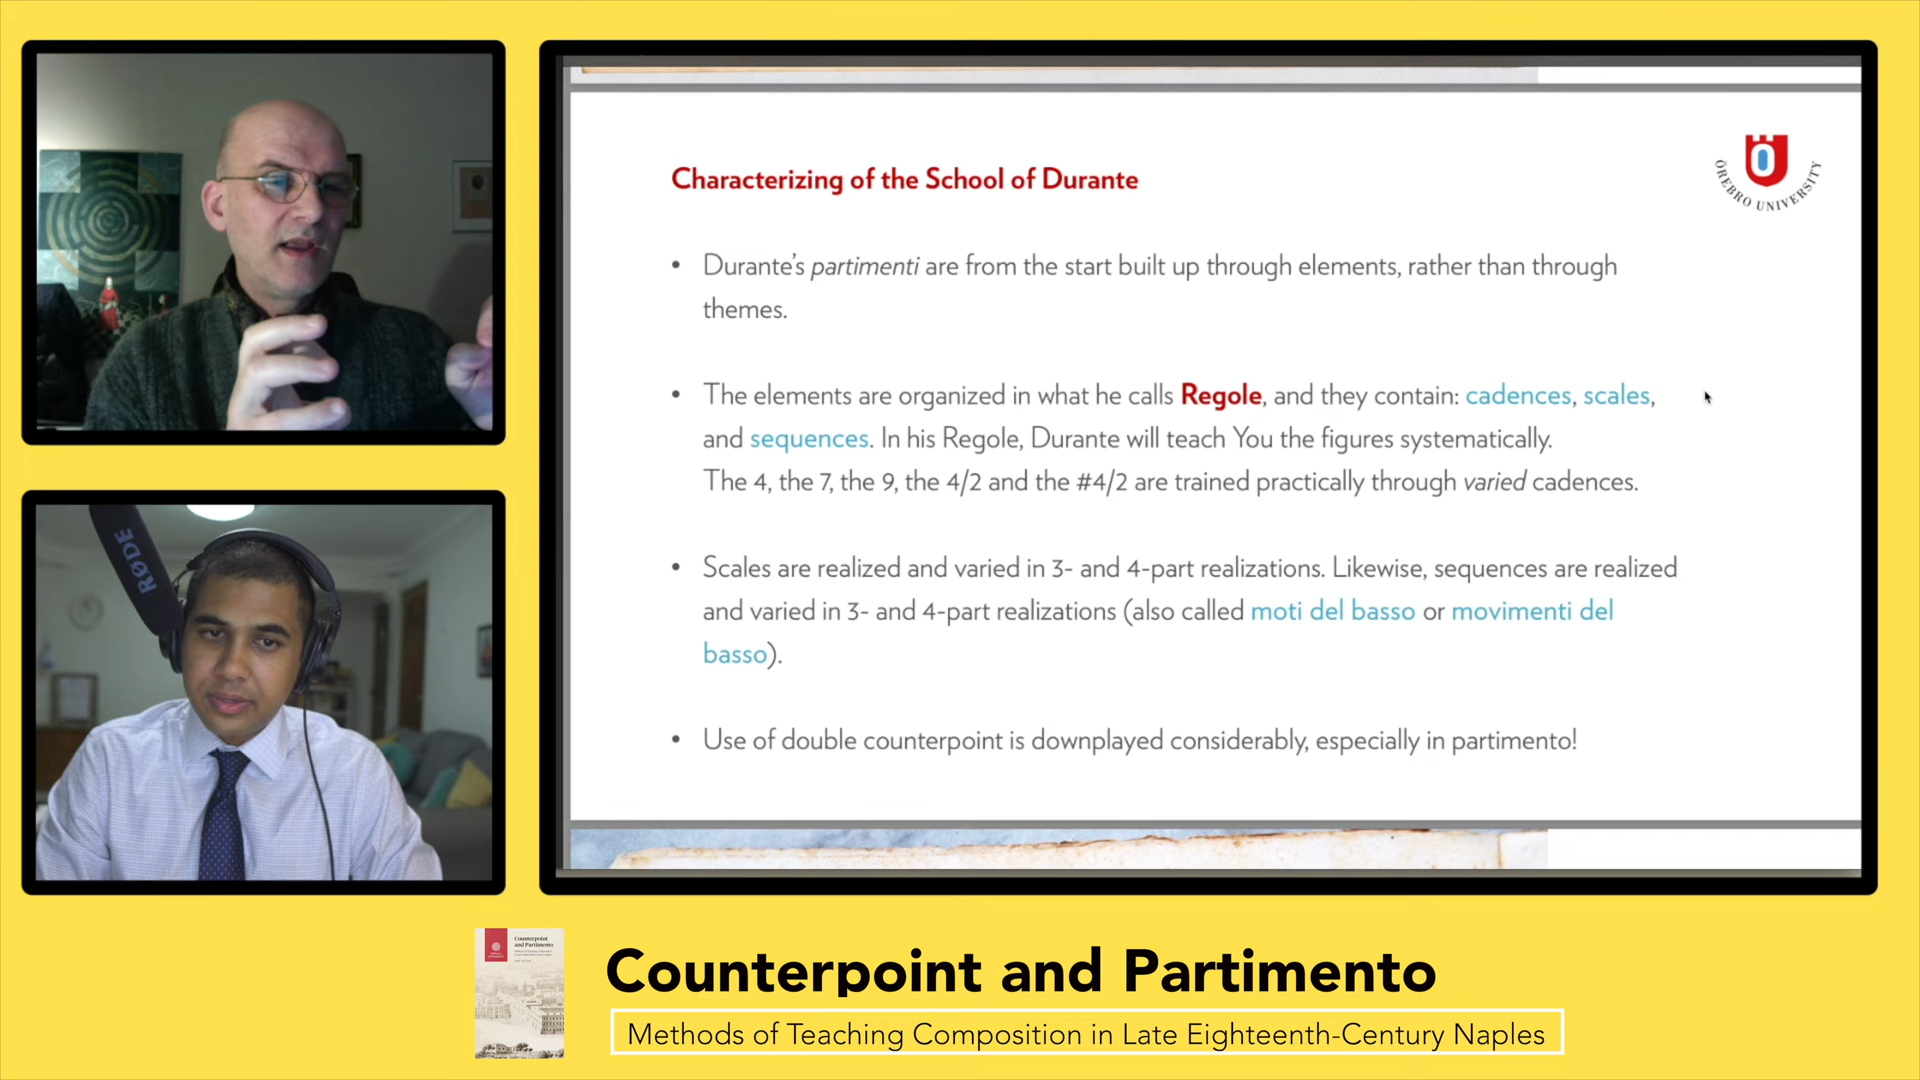 Characterizing of the School of Durante
ÖREBRO UNIVERSITY
• Durante's partimenti are from the start built up through elements, rather than through
themes.
• The elements are organized in what he calls Regole, and they contain: cadences, scales,
and sequences. In his Regole, Durante will teach You the figures systematically.
The 4, the 7, the 9, the 4/2 and the #4/2 are trained practically through varied cadences.
• Scales are realized and varied in 3- and 4-part realizations. Likewise, sequences are realized
and varied in 3- and 4-part realizations (also called moti del basso or movimenti del
basso).
• Use of double counterpoint is downplayed considerably, especially in partimento!
RØDE
Counterpoint
and Partimento
Counterpoint and Partimento
Methods of Teaching Composition in Late Eighteenth-Century Naples